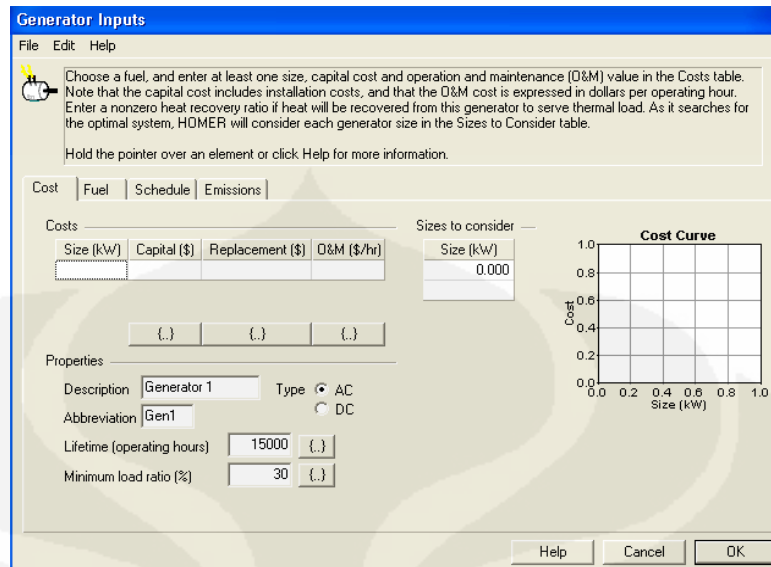 Generator Inputs
File Edit Help
Choose a fuel, and enter at least one size, capital cost and operation and maintenance (O&M) value in the Costs table.
Note that the capital cost includes installation costs, and that the O&M cost is expressed in dollars per operating hour.
Enter a nonzero heat recovery ratio if heat will be recovered from this generator to serve thermal load. As it searches for
the optimal system, HOMER will consider each generator size in the Sizes to Consider table.
Hold the pointer over an element or click Help for more information.
Cost Fuel Schedule Emissions
Costs
Size (kW) Capital ($) Replacement ($) O&M ($/hr)
{..} {..} {..}
Sizes to consider
Size (kW)
0.000
Cost Curve
1.0
0.8
0.6
0.4
0.2
0.0
Cost
0.0 0.2 0.4 0.6 0.8 1.0
Size (kW)
Properties
Description Generator 1 Type AC
DC
Abbreviation Gen1
Lifetime (operating hours) 15000 {..}
Minimum load ratio (%) 30 {..}
Help Cancel OK